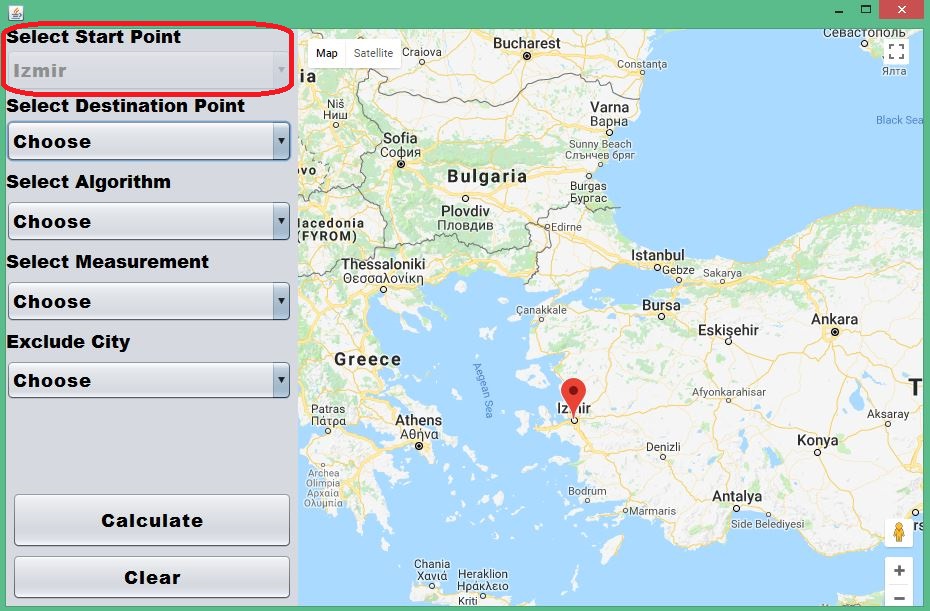 Select Start Point
Izmir
Select Destination Point
Choose
Select Algorithm
Choose
Select Measurement
Choose
Exclude City
Choose
Calculate
Clear
Map
Satellite
Craiova
Bucharest
Constanța
Севастополь
Ялта
ia
Niš
Ниш
Varna
Варна
Black Sea
Sofia
София
Sunny Beach
Слънчев бряг
ovo
Bulgaria
Burgas
Бургас
Plovdiv
Пловдив
Macedonia
(FYROM)
Edirne
Istanbul
Gebze
Sakarya
Thessaloniki
Θεσσαλονίκη
Çanakkale
Bursa
Eskişehir
Ankara
Greece
Aegean Sea
T
Izmir
Afyonkarahisar
Aksaray
Patras
Πάτρα
Athens
Αθήνα
Denizli
Konya
Archea
Olimpia
Αρχαία
Ολυμπία
Bodrum
Marmaris
Antalya
Side Belediyesi
Chania
Χανιά
Heraklion
Ηράκλειο
Kriti